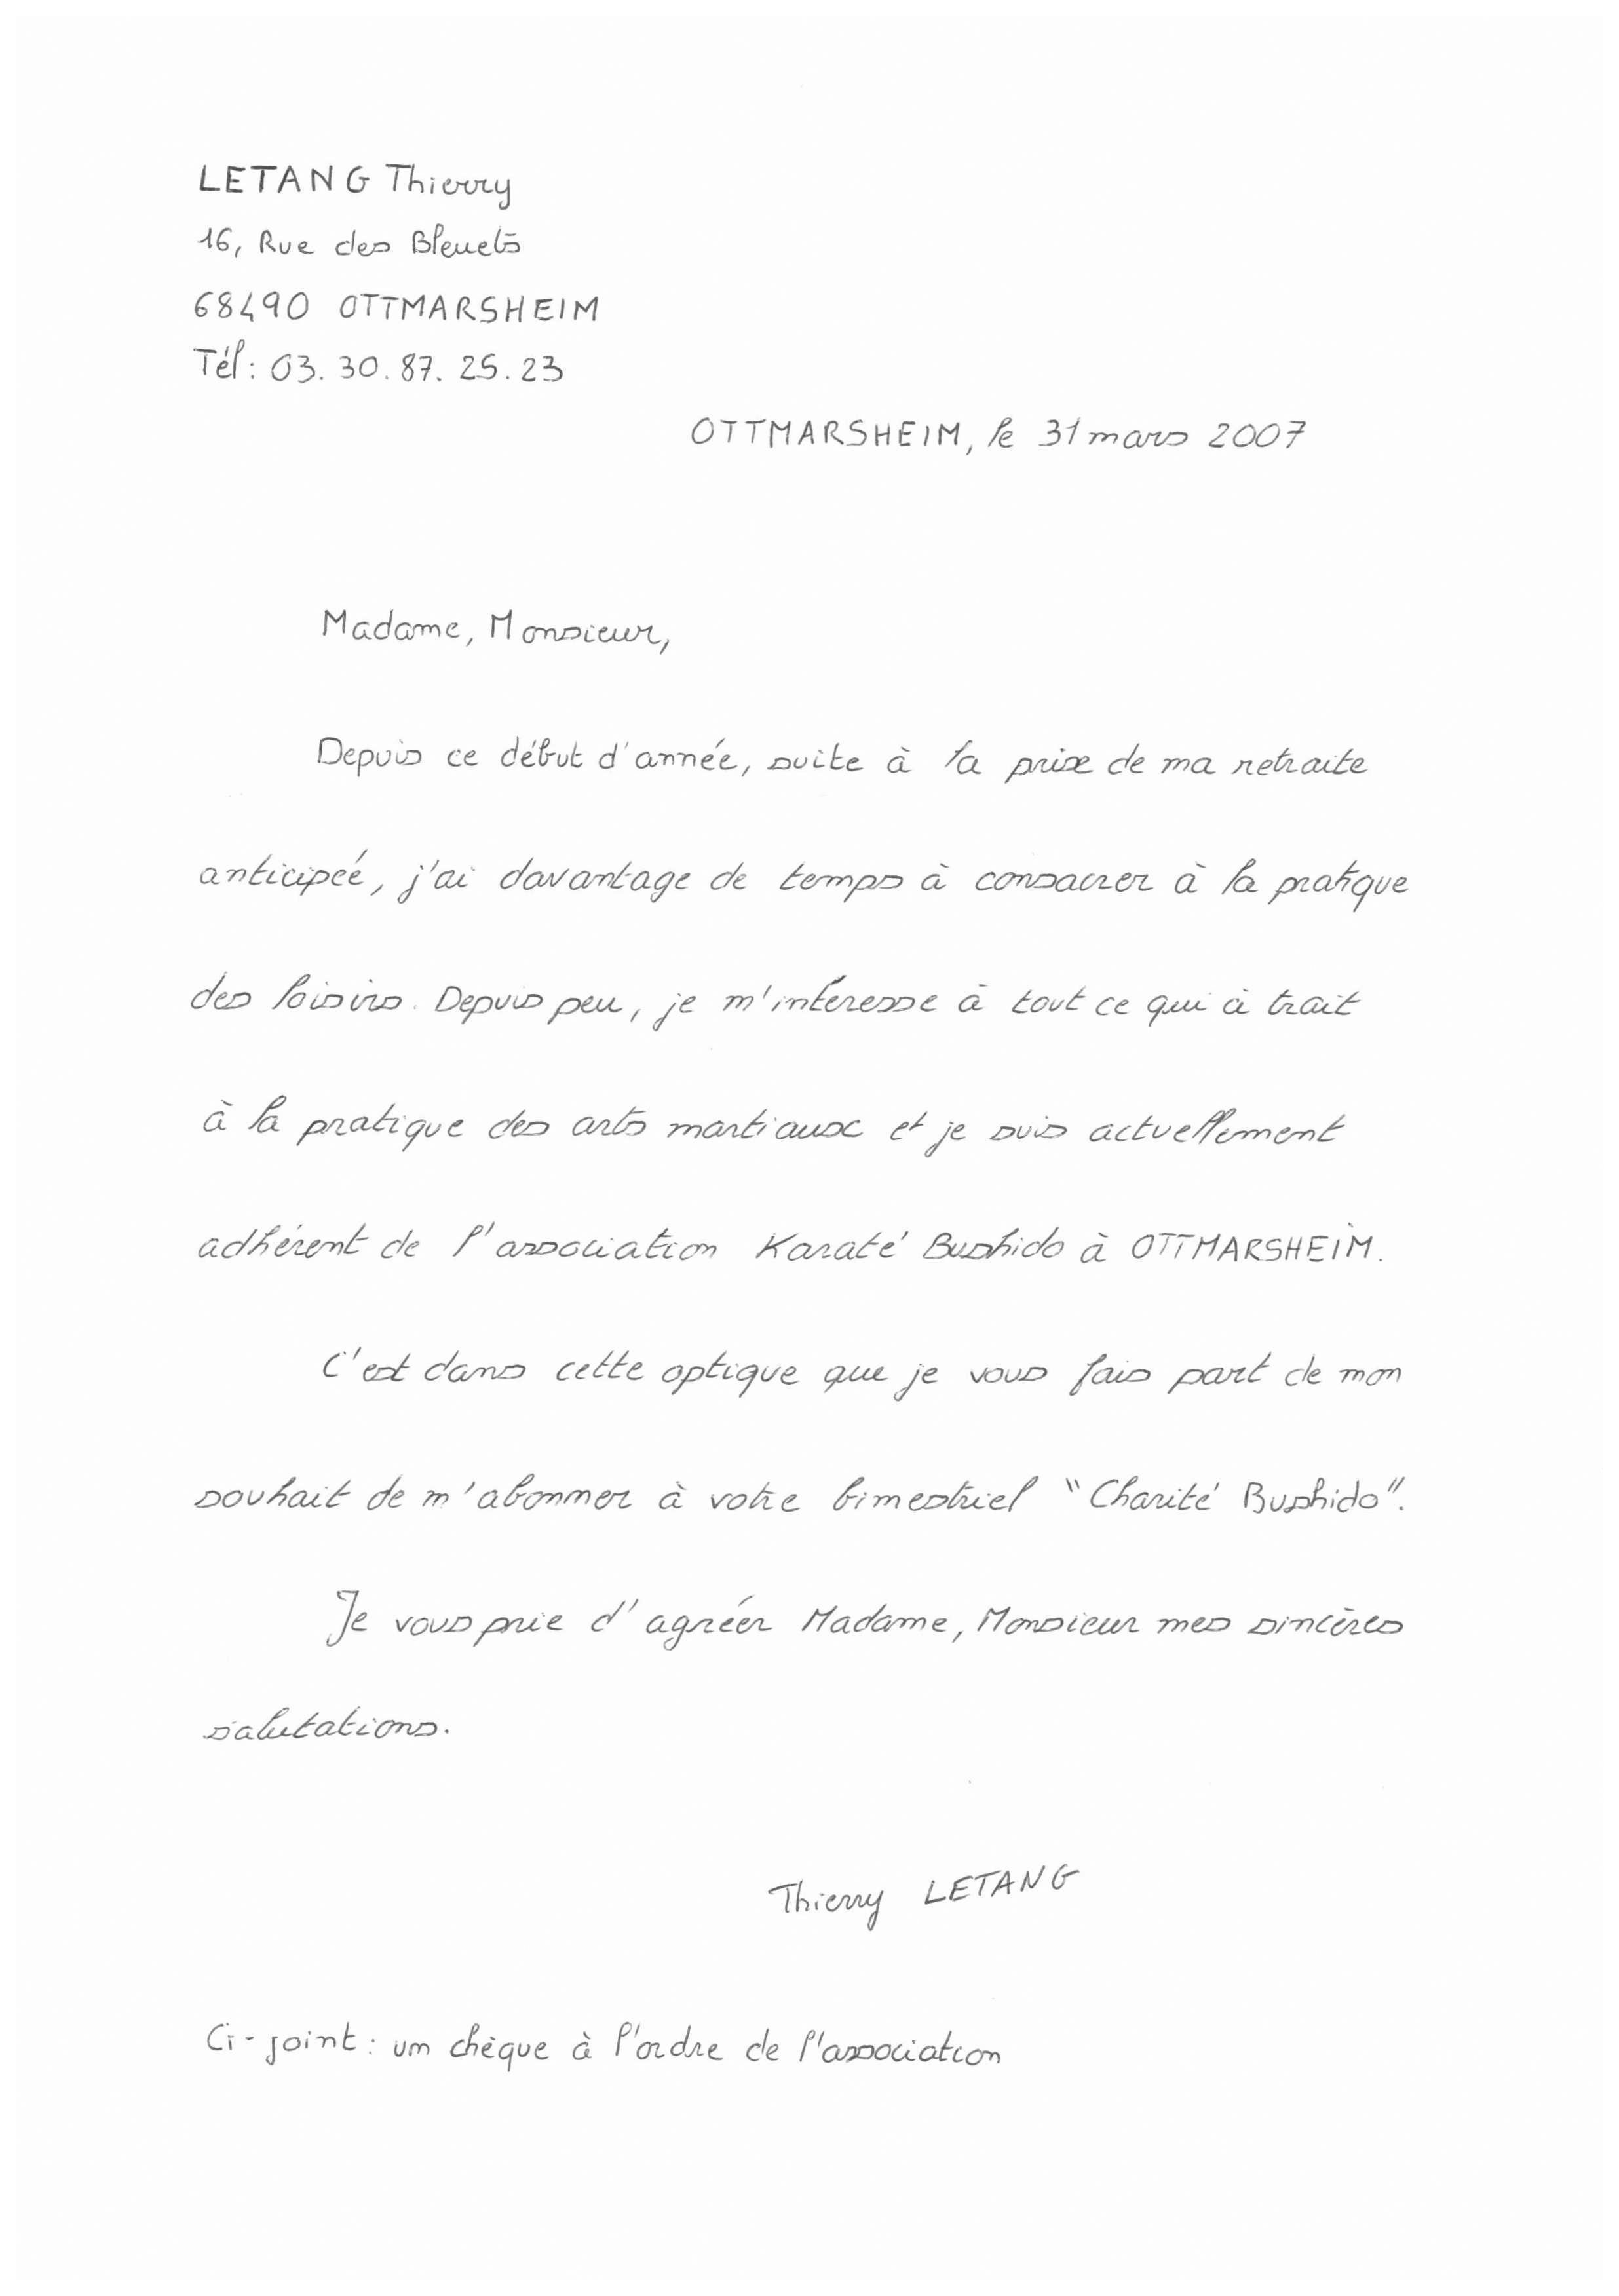 LETANG Thierry
16, Rue des Bleuets
68490 OTTMARSHEIM
Tél : 03.30.87.25.23
OTTMARSHEIM, le 31 mars 2007
Madame, Monsieur,
Depuis ce début d'année, suite à la prise de ma retraite
anticipée, j'ai davantage de temps à consacrer à la pratique
des loisirs. Depuis peu, je m'intéresse à tout ce qui à trait
à la pratique des arts martiaux et je suis actuellement
adhérent de l'association Karaté Bushido à OTTMARSHEIM.
C'est dans cette optique que je vous fais part de mon
souhait de m'abonner à votre bimestriel "Charité Bushido".
Je vous prie d'agréer Madame, Monsieur mes sincères
salutations.
Thierry LETANG
Ci-joint : un chèque à l'ordre de l'association